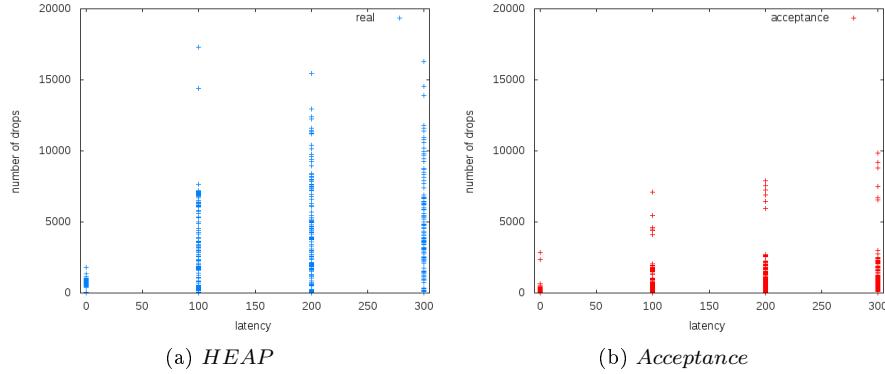 real
number of drops
20000
15000
10000
5000
0
0 50 100 150 200 250 300
latency
(a) HEAP
acceptance
number of drops
20000
15000
10000
5000
0
0 50 100 150 200 250 300
latency
(b) Acceptance